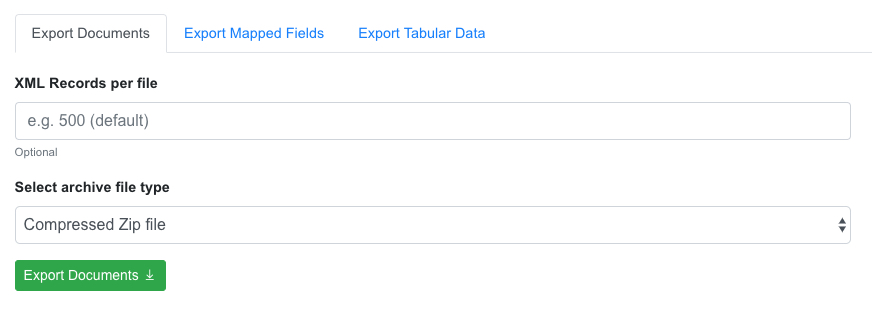 Export Documents Export Mapped Fields Export Tabular Data
XML Records per file
e.g. 500 (default)
Optional
Select archive file type
Compressed Zip file
Export Documents